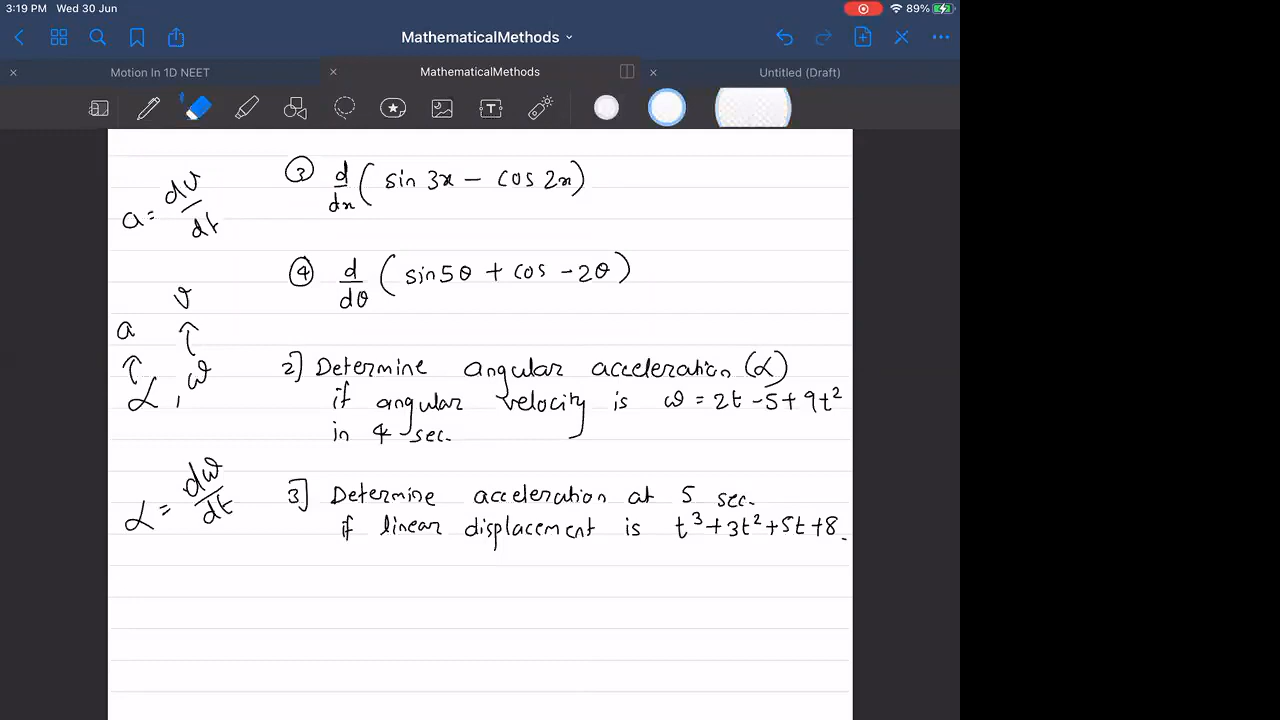 3:19 PM Wed 30 Jun
89%
MathematicalMethods
Motion In 1D NEET
MathematicalMethods
Untitled (Draft)
a = dv/dt
③ d/dx ( sin 3x - cos 2x )
④ d/dθ ( sin 5θ + cos -2θ )
v
a ↑
↑ ω
α ,
2] Determine angular acceleration (α)
if angular velocity is ω = 2t - 5 + 9t²
in 4 sec.
α = dω/dt
3] Determine acceleration at 5 sec.
if linear displacement is t³ + 3t² + 5t + 8.